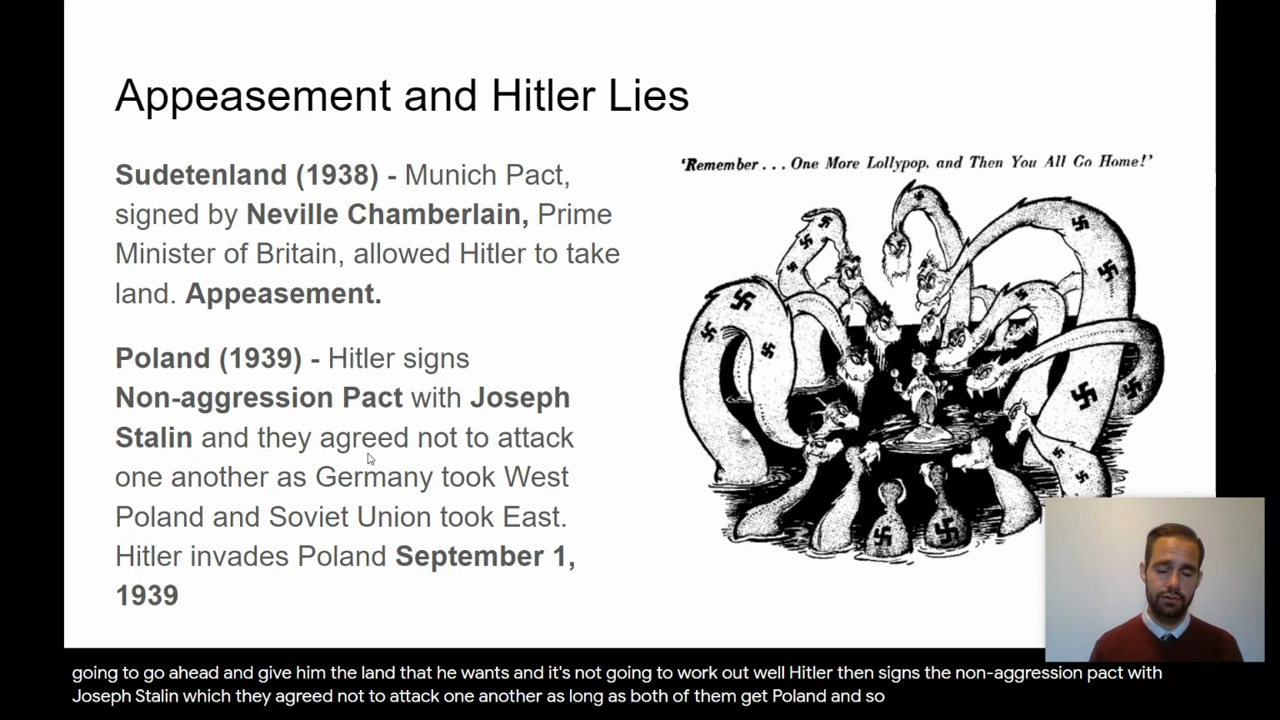 Appeasement and Hitler Lies
Sudetenland (1938) - Munich Pact,
signed by Neville Chamberlain, Prime
Minister of Britain, allowed Hitler to take
land. Appeasement.
Poland (1939) - Hitler signs
Non-aggression Pact with Joseph
Stalin and they agreed not to attack
one another as Germany took West
Poland and Soviet Union took East.
Hitler invades Poland September 1,
1939
'Remember . . . One More Lollypop, and Then You All Go Home!'
going to go ahead and give him the land that he wants and it's not going to work out well Hitler then signs the non-aggression pact with
Joseph Stalin which they agreed not to attack one another as long as both of them get Poland and so